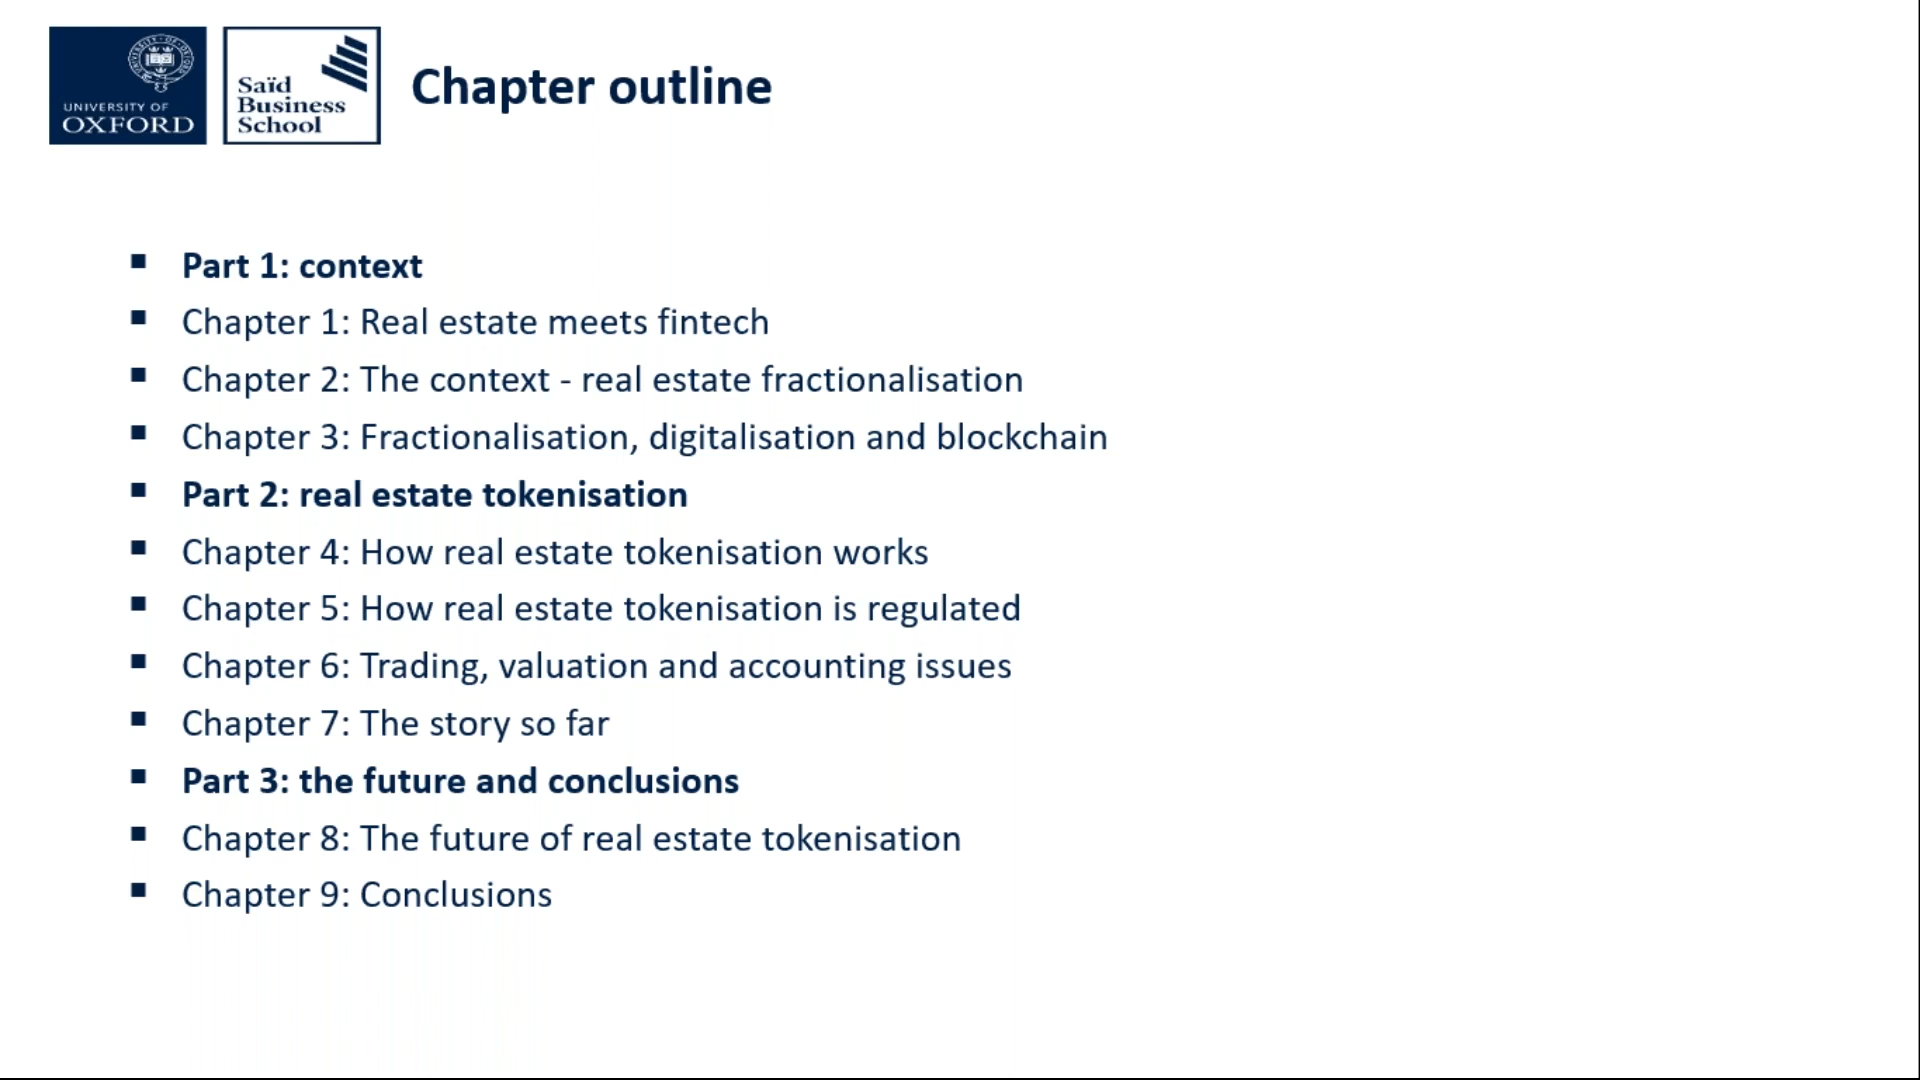 UNIVERSITY OF
OXFORD
Saïd
Business
School
Chapter outline
Part 1: context
Chapter 1: Real estate meets fintech
Chapter 2: The context - real estate fractionalisation
Chapter 3: Fractionalisation, digitalisation and blockchain
Part 2: real estate tokenisation
Chapter 4: How real estate tokenisation works
Chapter 5: How real estate tokenisation is regulated
Chapter 6: Trading, valuation and accounting issues
Chapter 7: The story so far
Part 3: the future and conclusions
Chapter 8: The future of real estate tokenisation
Chapter 9: Conclusions